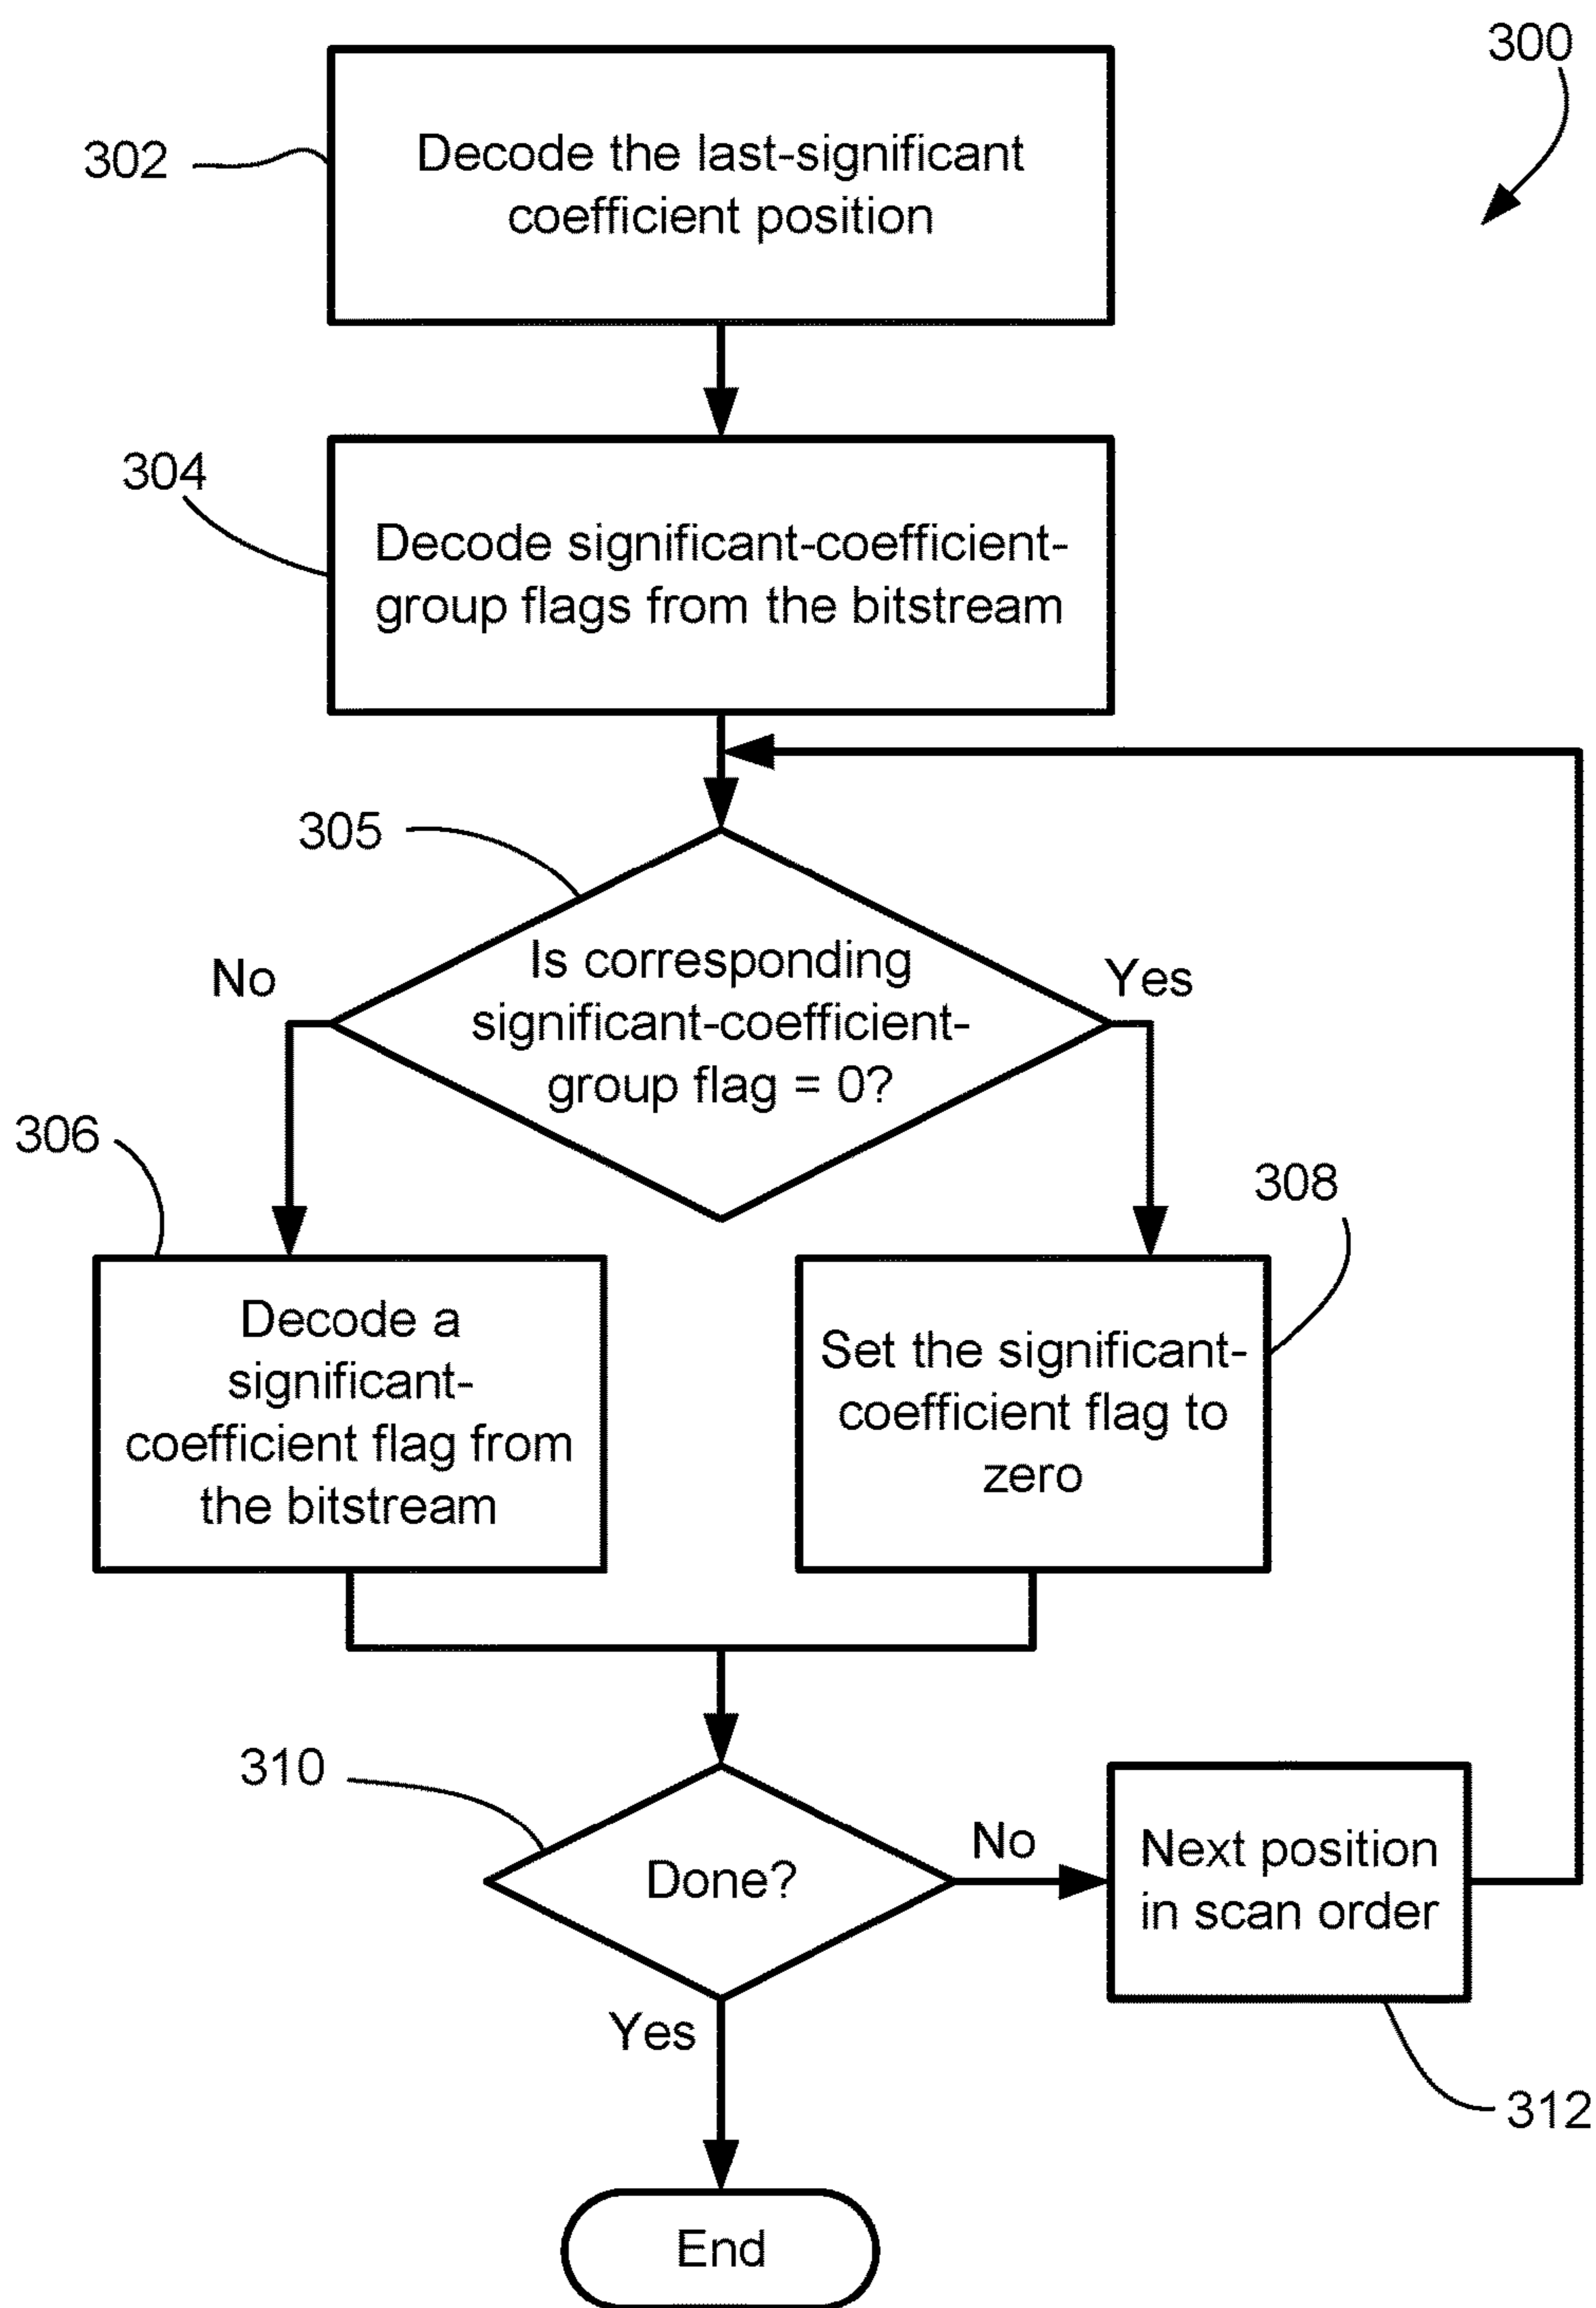 300
302
Decode the last-significant
coefficient position
304
Decode significant-coefficient-
group flags from the bitstream
305
Is corresponding
significant-coefficient-
group flag = 0?
No
Yes
306
308
Decode a
significant-
coefficient flag from
the bitstream
Set the significant-
coefficient flag to
zero
310
Done?
No
Next position
in scan order
Yes
312
End